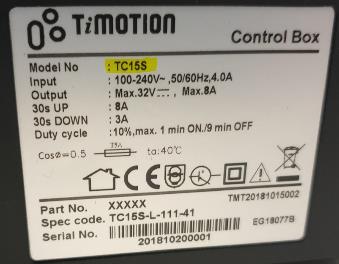 TiMOTION
Control Box
Model No : TC15S
Input : 100-240V~ ,50/60Hz,4.0A
Output : Max.32V⎓, Max.8A
30s UP : 8A
30s DOWN : 3A
Duty cycle :10%,max. 1 min ON./9 min OFF
CosØ=0.5 ta:40℃
CE
TMT20181015002
Part No. XXXXX
Spec code. TC15S-L-111-41
EG18077B
Serial No.
201810200001